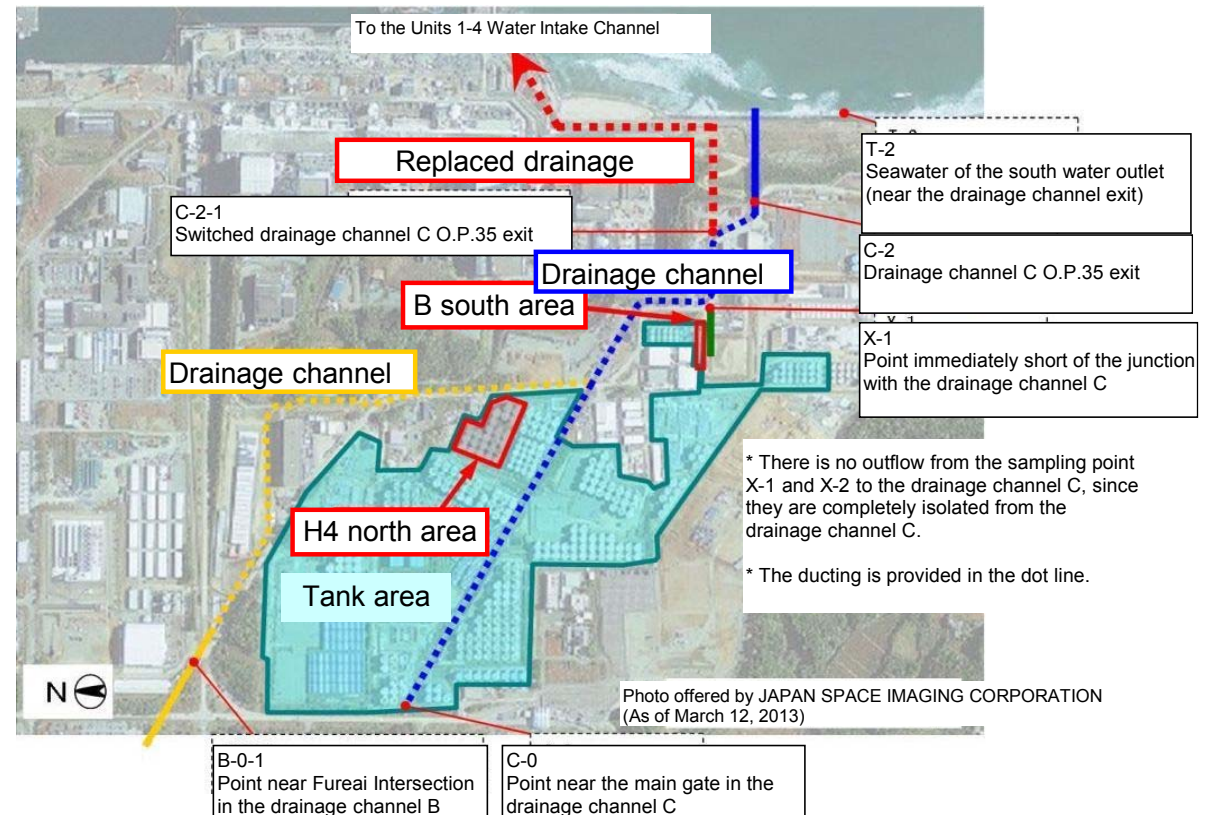 To the Units 1-4 Water Intake Channel
Replaced drainage
T-2
Seawater of the south water outlet
(near the drainage channel exit)
C-2-1
Switched drainage channel C O.P.35 exit
C-2
Drainage channel C O.P.35 exit
Drainage channel
B south area
X-1
Point immediately short of the junction
with the drainage channel C
Drainage channel
* There is no outflow from the sampling point
X-1 and X-2 to the drainage channel C, since
they are completely isolated from the
drainage channel C.
* The ducting is provided in the dot line.
H4 north area
Tank area
N
Photo offered by JAPAN SPACE IMAGING CORPORATION
(As of March 12, 2013)
B-0-1
Point near Fureai Intersection
in the drainage channel B
C-0
Point near the main gate in the
drainage channel C